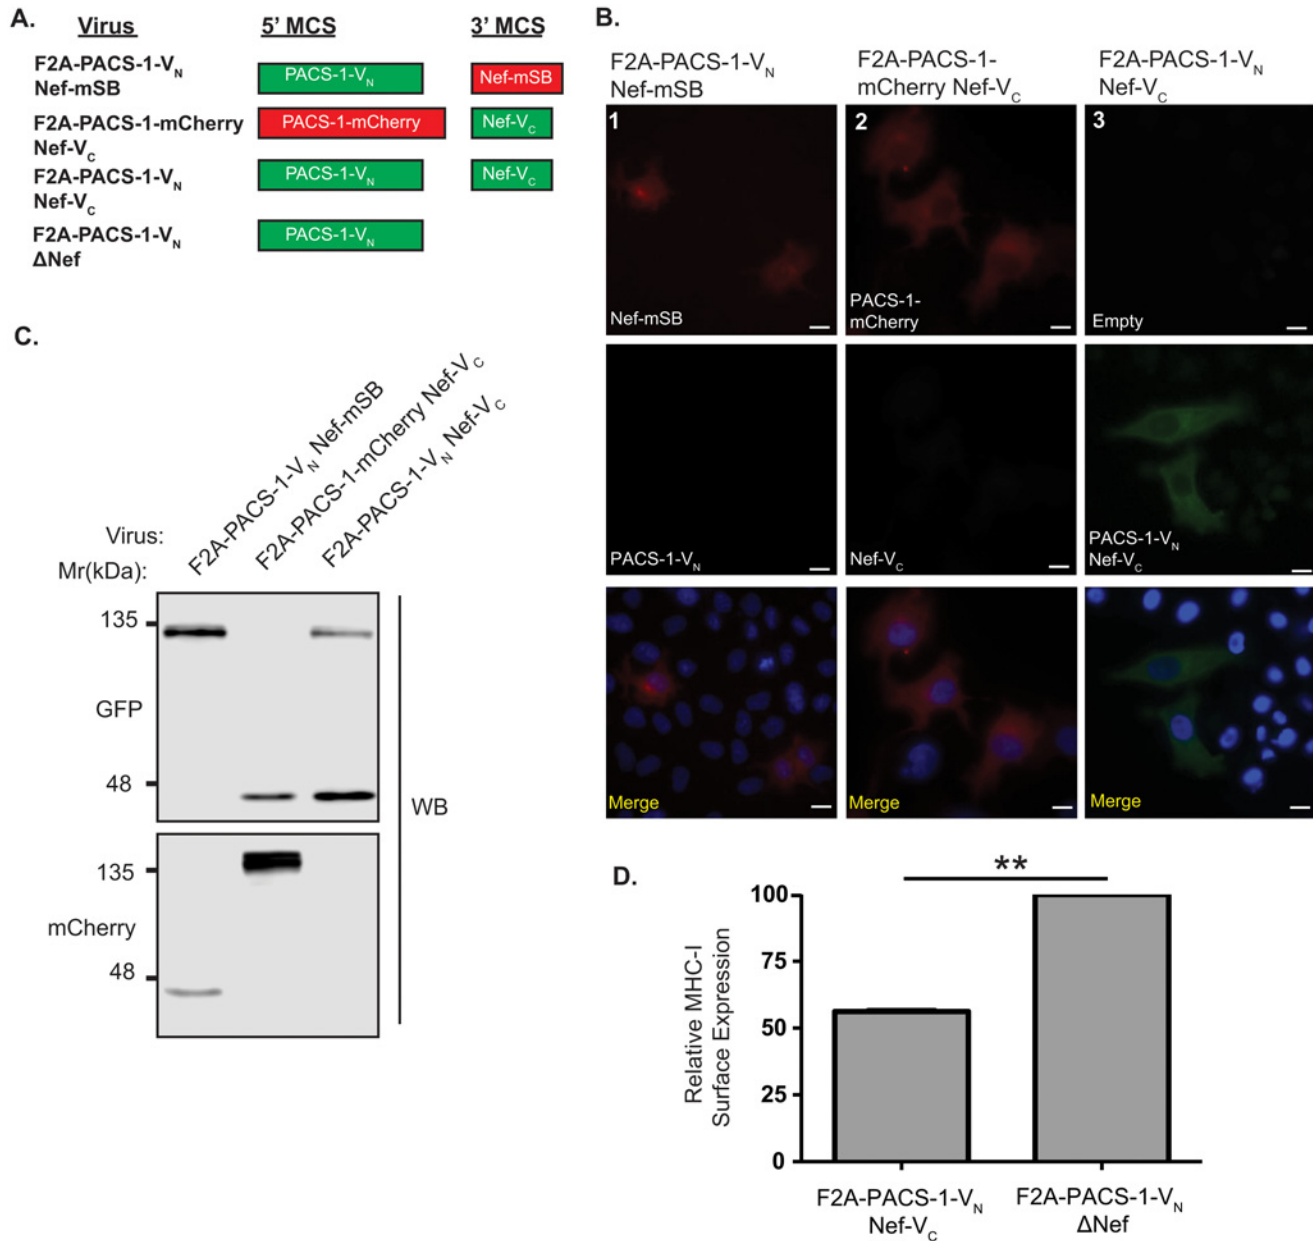 A.
Virus 5' MCS 3' MCS
F2A-PACS-1-VN
Nef-mSB
PACS-1-VN
Nef-mSB
F2A-PACS-1-mCherry
Nef-VC
PACS-1-mCherry
Nef-VC
F2A-PACS-1-VN
Nef-VC
PACS-1-VN
Nef-VC
F2A-PACS-1-VN
ΔNef
PACS-1-VN
B.
F2A-PACS-1-VN
Nef-mSB
F2A-PACS-1-
mCherry Nef-VC
F2A-PACS-1-VN
Nef-VC
1
2
3
Nef-mSB
PACS-1-
mCherry
Empty
PACS-1-VN
Nef-VC
PACS-1-VN
Nef-VC
Merge
Merge
Merge
C.
Virus:
F2A-PACS-1-VN Nef-mSB
F2A-PACS-1-mCherry Nef-VC
F2A-PACS-1-VN Nef-VC
Mr(kDa):
135
GFP
48
WB
135
mCherry
48
D.
**
Relative MHC-I
Surface Expression
100
75
50
25
0
F2A-PACS-1-VN
Nef-VC
F2A-PACS-1-VN
ΔNef